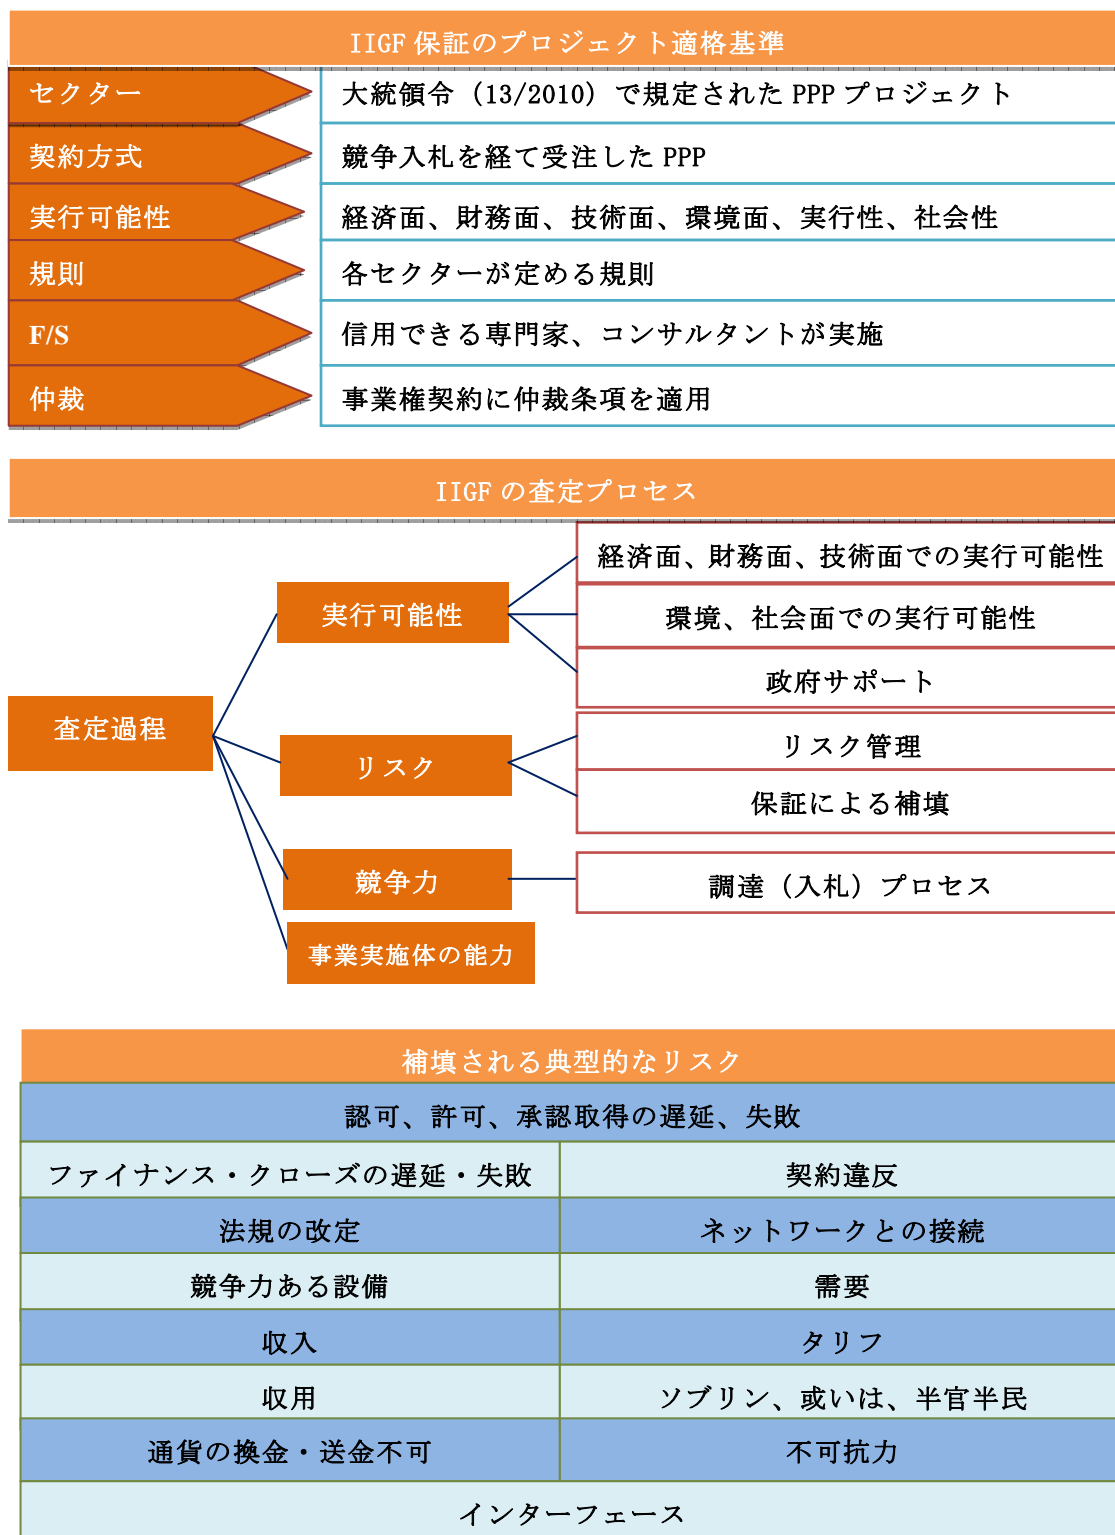 IIGF 保証のプロジェクト適格基準
セクター
大統領令（13/2010）で規定された PPP プロジェクト
契約方式
競争入札を経て受注した PPP
実行可能性
経済面、財務面、技術面、環境面、実行性、社会性
規則
各セクターが定める規則
F/S
信用できる専門家、コンサルタントが実施
仲裁
事業権契約に仲裁条項を適用
IIGF の査定プロセス
査定過程
実行可能性
経済面、財務面、技術面での実行可能性
環境、社会面での実行可能性
政府サポート
リスク
リスク管理
保証による補填
競争力
調達（入札）プロセス
事業実施体の能力
補填される典型的なリスク
認可、許可、承認取得の遅延、失敗
ファイナンス・クローズの遅延・失敗
契約違反
法規の改定
ネットワークとの接続
競争力ある設備
需要
収入
タリフ
収用
ソブリン、或いは、半官半民
通貨の換金・送金不可
不可抗力
インターフェース